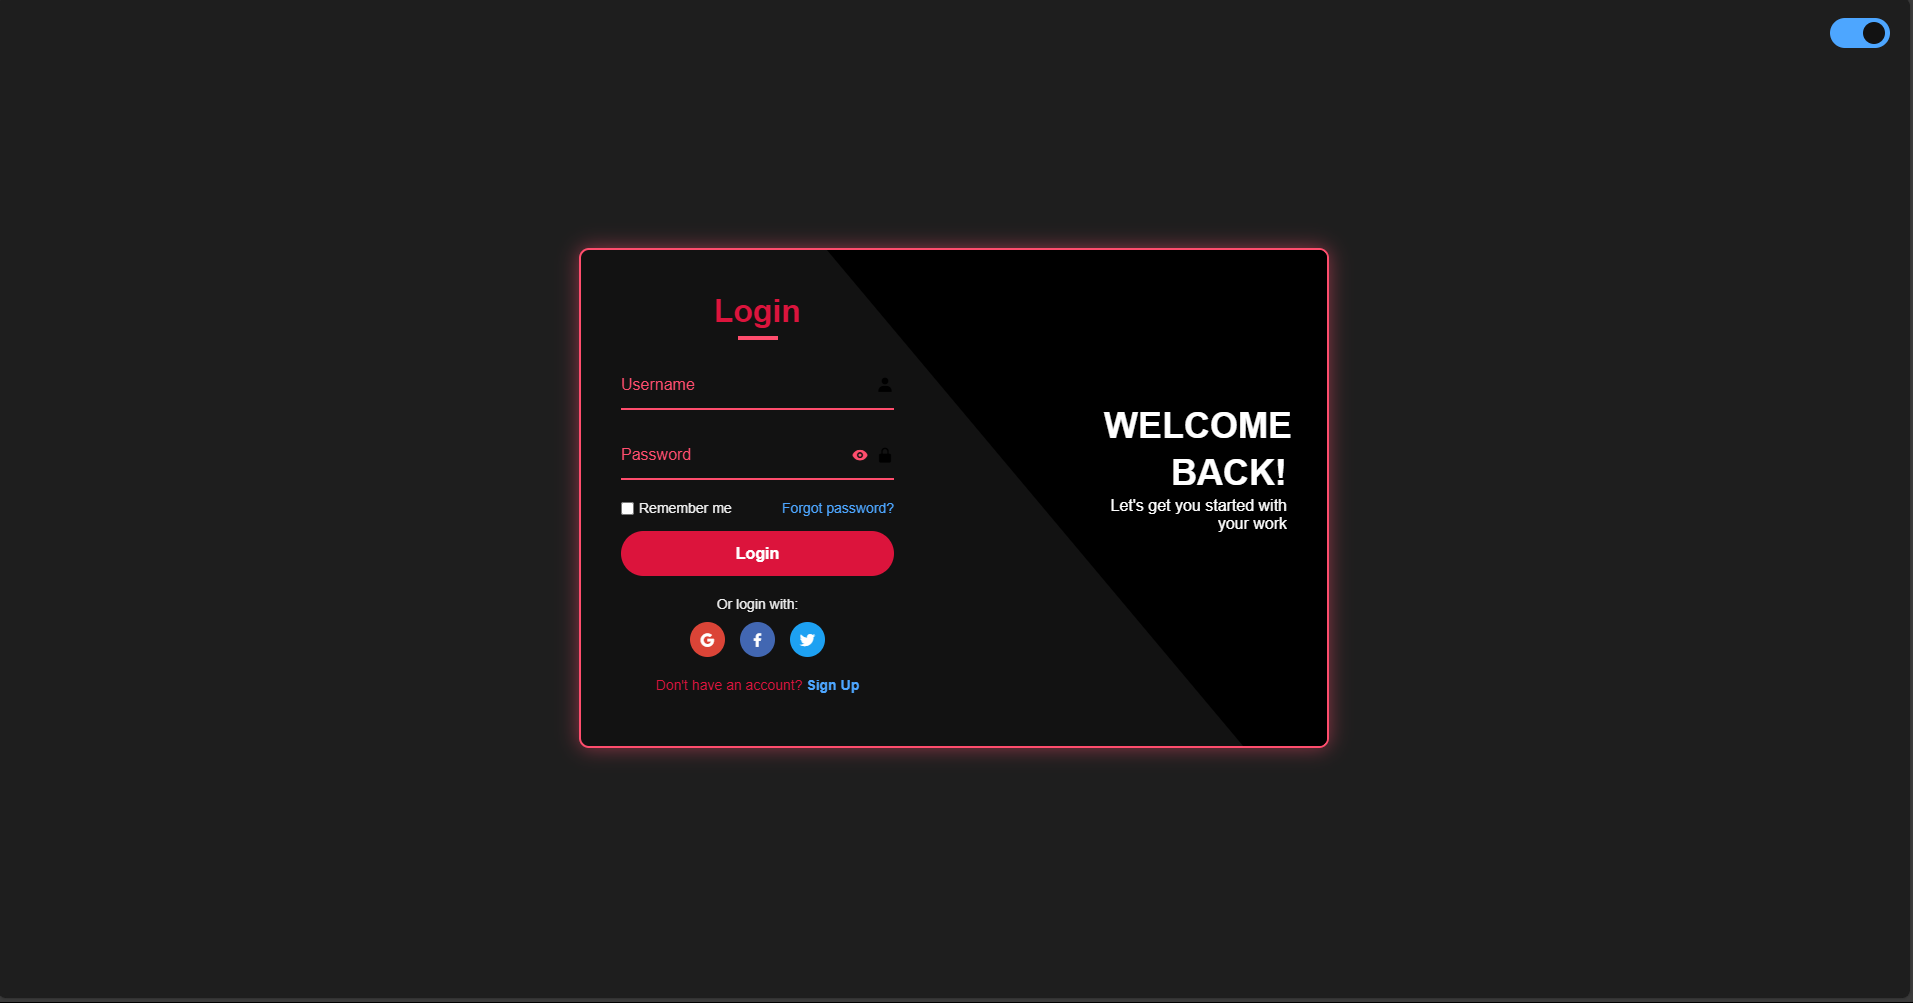 Login
Username
Password
Remember me
Forgot password?
Login
Or login with:
Don't have an account? Sign Up
WELCOME
BACK!
Let's get you started with
your work